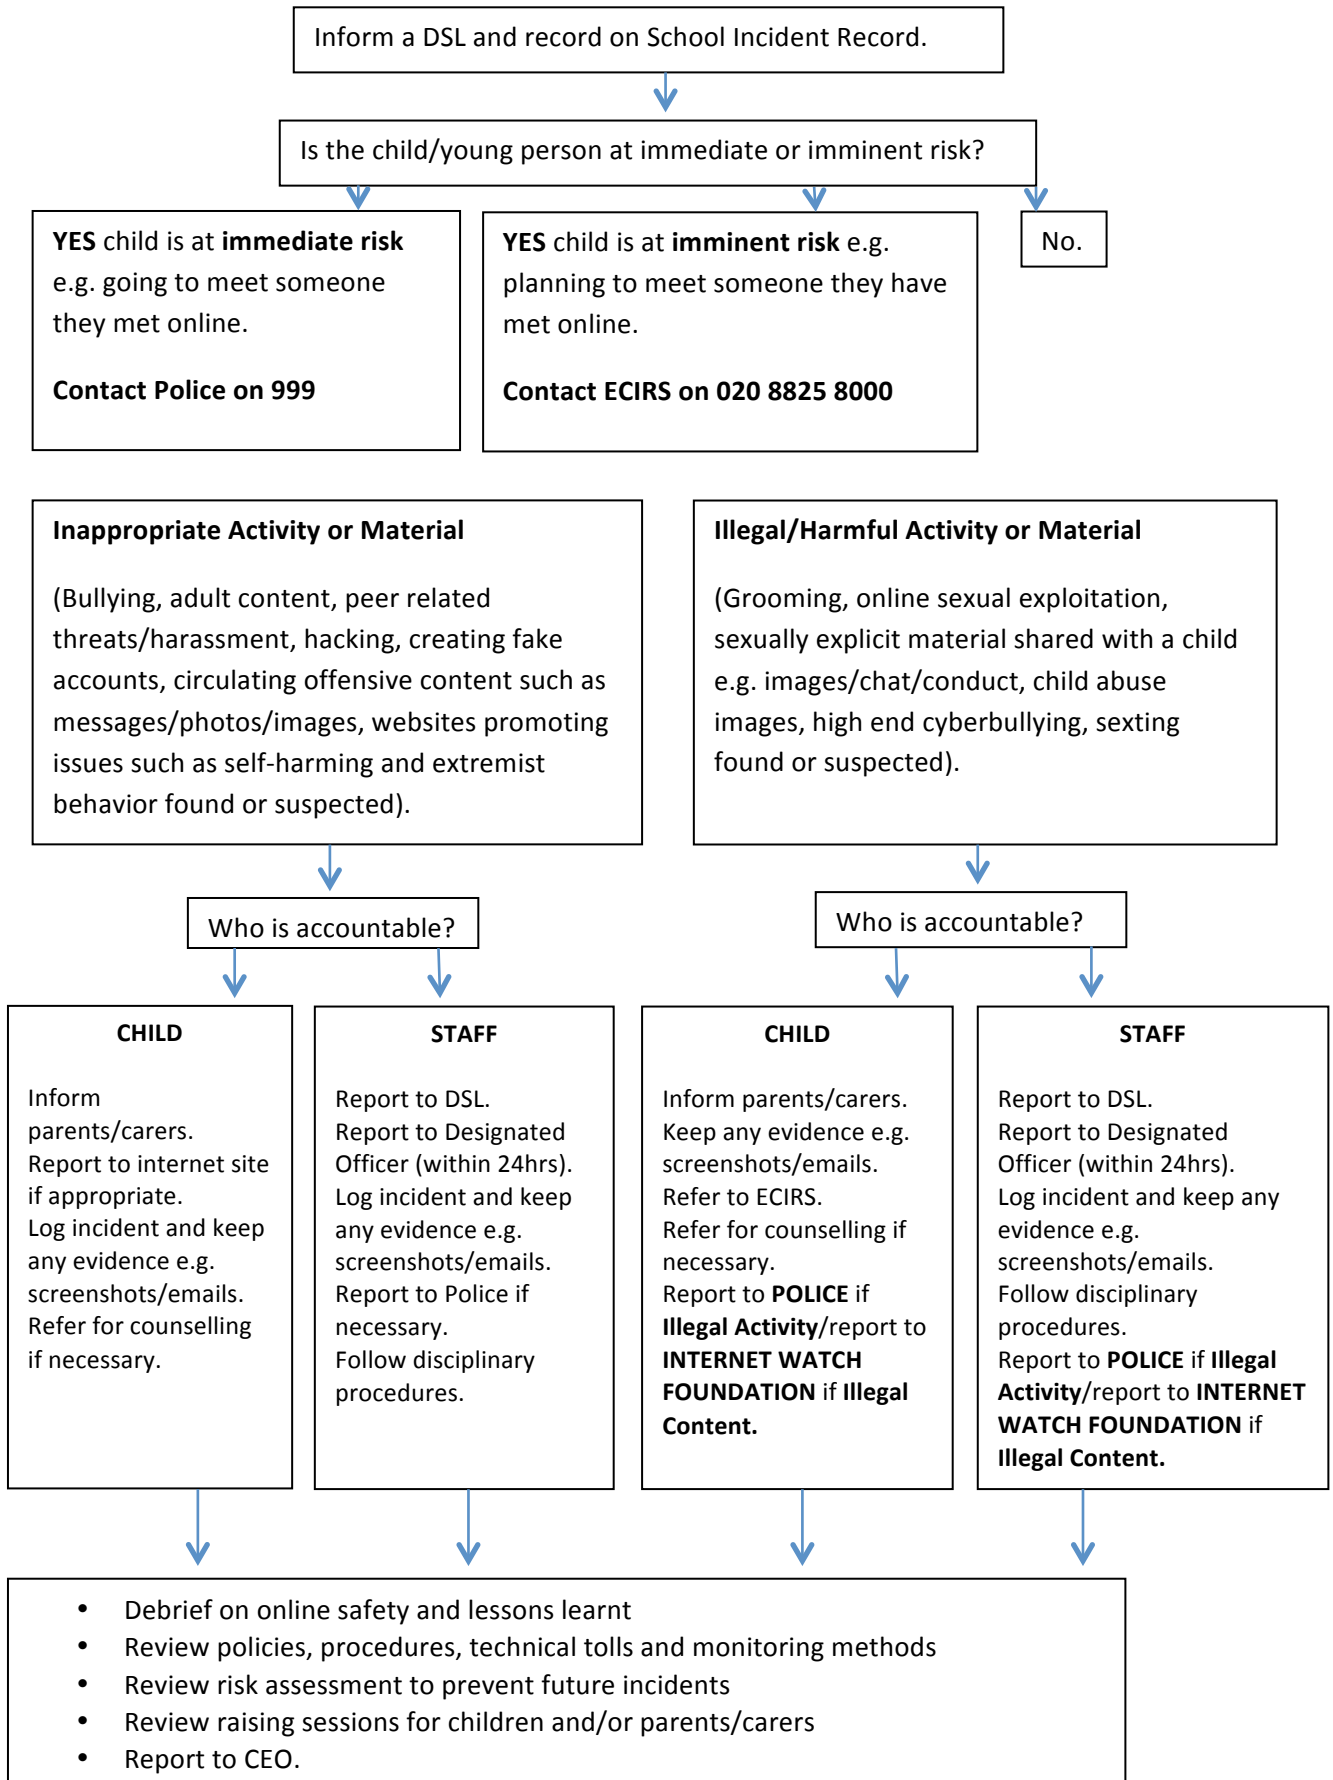 Inform a DSL and record on School Incident Record.
Is the child/young person at immediate or imminent risk?
YES child is at immediate risk
e.g. going to meet someone
they met online.
Contact Police on 999
YES child is at imminent risk e.g.
planning to meet someone they have
met online.
Contact ECIRS on 020 8825 8000
No.
Inappropriate Activity or Material
(Bullying, adult content, peer related
threats/harassment, hacking, creating fake
accounts, circulating offensive content such as
messages/photos/images, websites promoting
issues such as self-harming and extremist
behavior found or suspected).
Illegal/Harmful Activity or Material
(Grooming, online sexual exploitation,
sexually explicit material shared with a child
e.g. images/chat/conduct, child abuse
images, high end cyberbullying, sexting
found or suspected).
Who is accountable?
Who is accountable?
CHILD
Inform
parents/carers.
Report to internet site
if appropriate.
Log incident and keep
any evidence e.g.
screenshots/emails.
Refer for counselling
if necessary.
STAFF
Report to DSL.
Report to Designated
Officer (within 24hrs).
Log incident and keep
any evidence e.g.
screenshots/emails.
Report to Police if
necessary.
Follow disciplinary
procedures.
CHILD
Inform parents/carers.
Keep any evidence e.g.
screenshots/emails.
Refer to ECIRS.
Refer for counselling if
necessary.
Report to POLICE if
Illegal Activity/report to
INTERNET WATCH
FOUNDATION if Illegal
Content.
STAFF
Report to DSL.
Report to Designated
Officer (within 24hrs).
Log incident and keep any
evidence e.g.
screenshots/emails.
Follow disciplinary
procedures.
Report to POLICE if Illegal
Activity/report to INTERNET
WATCH FOUNDATION if
Illegal Content.
• Debrief on online safety and lessons learnt
• Review policies, procedures, technical tolls and monitoring methods
• Review risk assessment to prevent future incidents
• Review raising sessions for children and/or parents/carers
• Report to CEO.